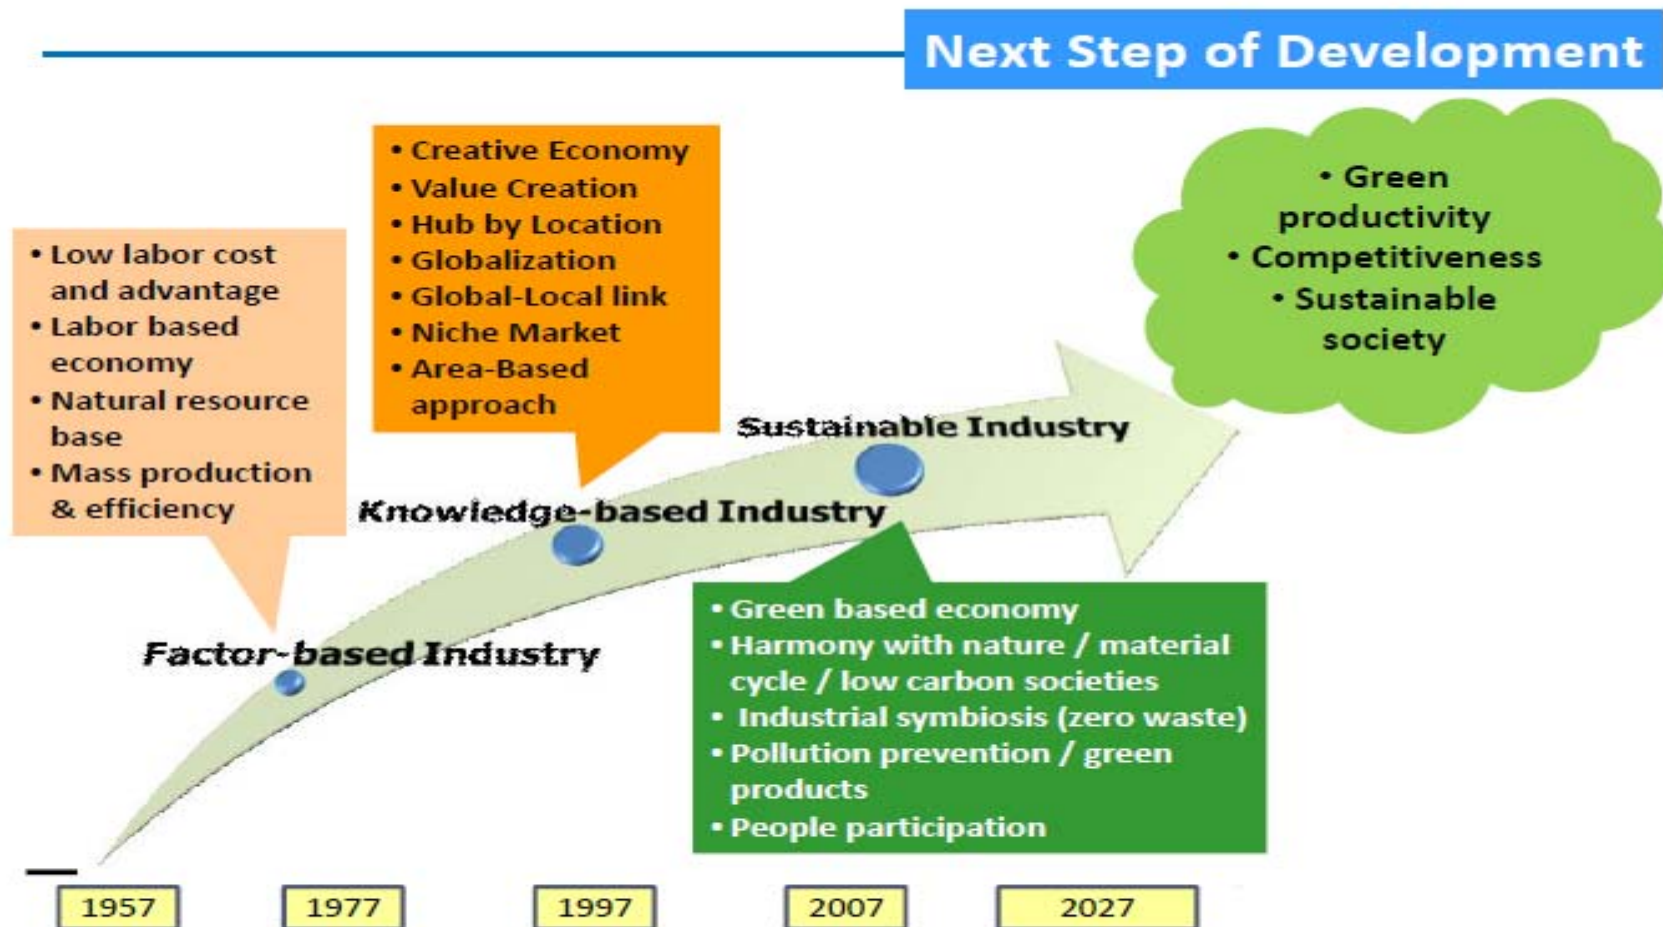 Next Step of Development
• Low labor cost
and advantage
• Labor based
economy
• Natural resource
base
• Mass production
& efficiency
• Creative Economy
• Value Creation
• Hub by Location
• Globalization
• Global-Local link
• Niche Market
• Area-Based
approach
• Green
productivity
• Competitiveness
• Sustainable
society
Sustainable Industry
Knowledge-based Industry
Factor-based Industry
• Green based economy
• Harmony with nature / material
cycle / low carbon societies
• Industrial symbiosis (zero waste)
• Pollution prevention / green
products
• People participation
1957
1977
1997
2007
2027